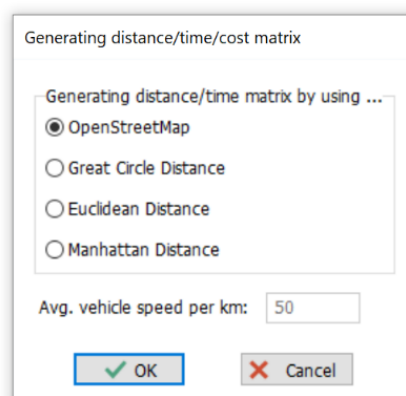 Generating distance/time/cost matrix
Generating distance/time matrix by using ...
OpenStreetMap
Great Circle Distance
Euclidean Distance
Manhattan Distance
Avg. vehicle speed per km: 50
OK Cancel